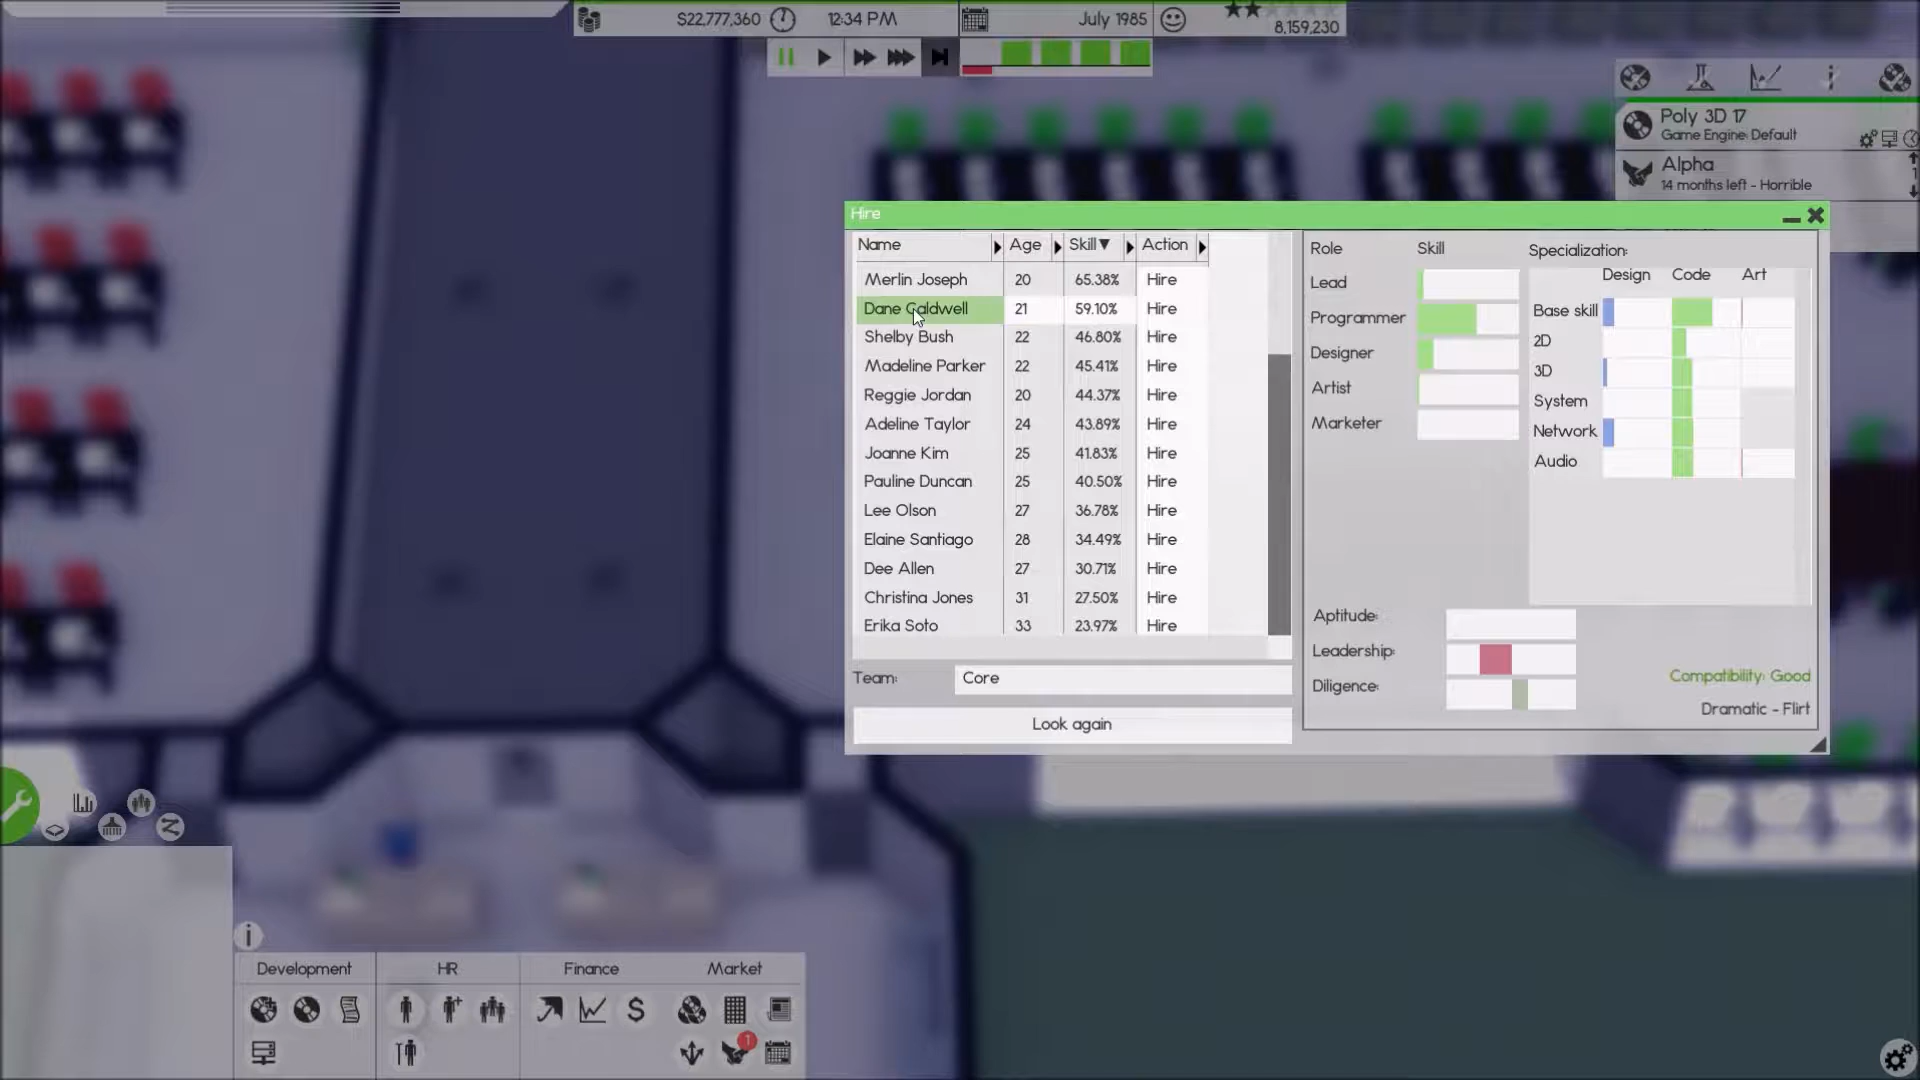 $22,777,360
12:34 PM
July 1985
8,159,230
Poly 3D 17
Game Engine: Default
Alpha
14 months left - Horrible
1
Hire
Name Age Skill Action
Merlin Joseph 20 65.38% Hire
Dane Caldwell 21 59.10% Hire
Shelby Bush 22 46.80% Hire
Madeline Parker 22 45.41% Hire
Reggie Jordan 20 44.37% Hire
Adeline Taylor 24 43.89% Hire
Joanne Kim 25 41.83% Hire
Pauline Duncan 25 40.50% Hire
Lee Olson 27 36.78% Hire
Elaine Santiago 28 34.49% Hire
Dee Allen 27 30.71% Hire
Christina Jones 31 27.50% Hire
Erika Soto 33 23.97% Hire
Team: Core
Look again
Role Skill
Lead
Programmer
Designer
Artist
Marketer
Specialization:
Design Code Art
Base skill
2D
3D
System
Network
Audio
Aptitude:
Leadership:
Diligence:
Compatibility: Good
Dramatic - Flirt
Development HR Finance Market
1